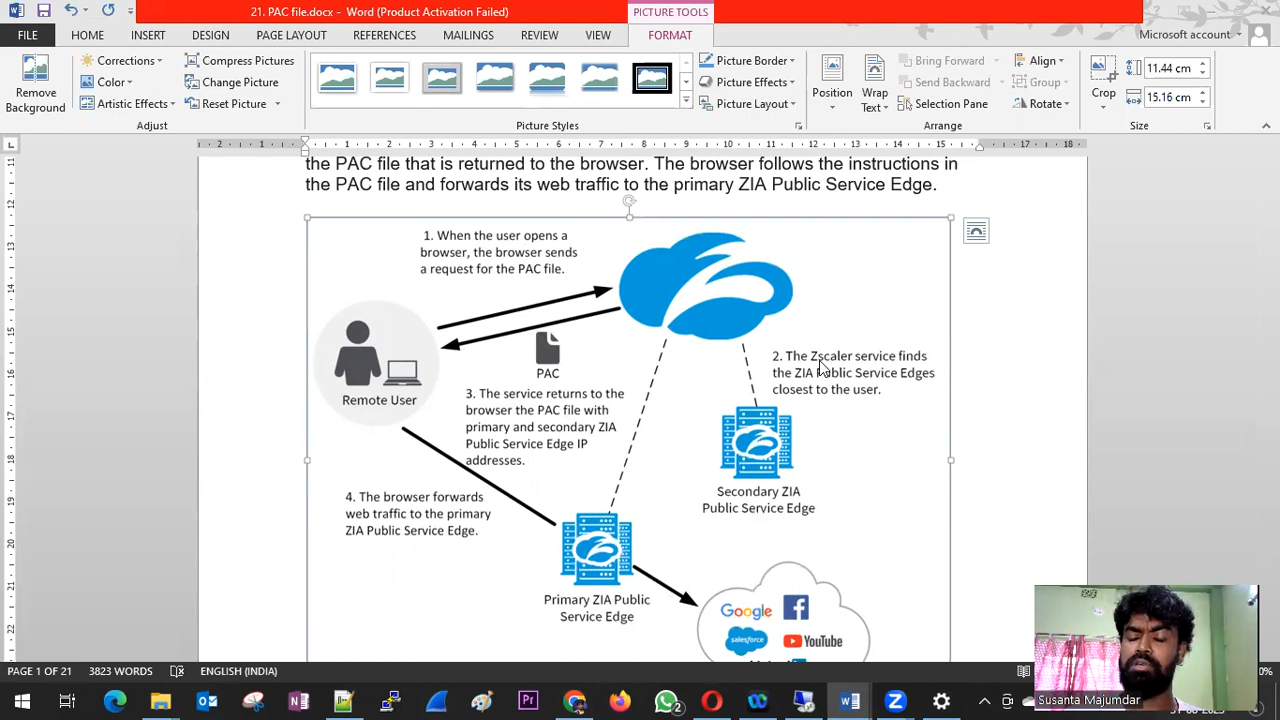 21. PAC file.docx - Word (Product Activation Failed)
PICTURE TOOLS
FILE
HOME
INSERT
DESIGN
PAGE LAYOUT
REFERENCES
MAILINGS
REVIEW
VIEW
FORMAT
Microsoft account
Remove
Background
Corrections
Color
Artistic Effects
Compress Pictures
Change Picture
Reset Picture
Adjust
Picture Styles
Picture Border
Picture Effects
Picture Layout
Position
Wrap
Text
Bring Forward
Send Backward
Selection Pane
Align
Group
Rotate
Arrange
Crop
11.44 cm
15.16 cm
Size
the PAC file that is returned to the browser. The browser follows the instructions in
the PAC file and forwards its web traffic to the primary ZIA Public Service Edge.
1. When the user opens a
browser, the browser sends
a request for the PAC file.
Remote User
PAC
2. The Zscaler service finds
the ZIA Public Service Edges
closest to the user.
3. The service returns to the
browser the PAC file with
primary and secondary ZIA
Public Service Edge IP
addresses.
Secondary ZIA
Public Service Edge
4. The browser forwards
web traffic to the primary
ZIA Public Service Edge.
Primary ZIA Public
Service Edge
Google
salesforce
YouTube
PAGE 1 OF 21
3823 WORDS
ENGLISH (INDIA)
Susanta Majumdar